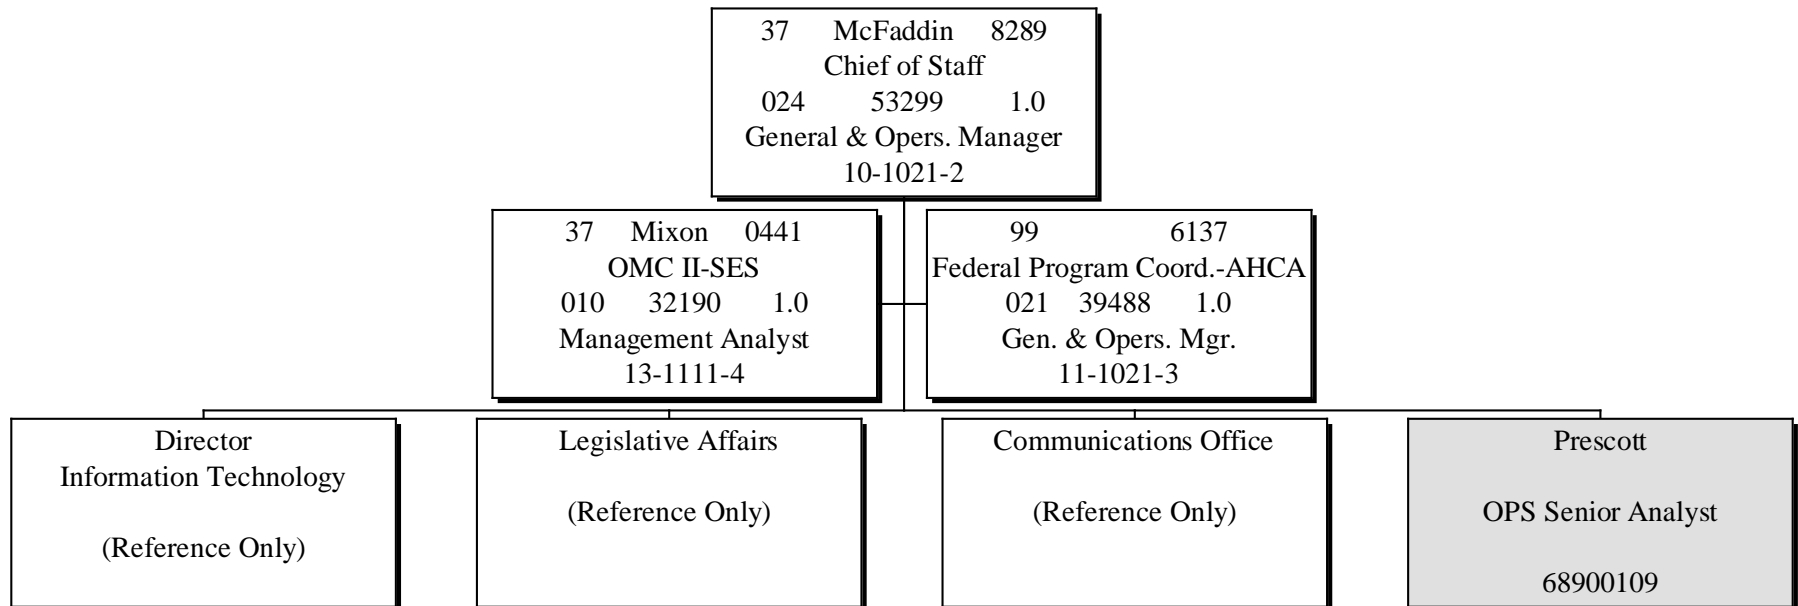 37 McFaddin 8289
Chief of Staff
024 53299 1.0
General & Opers. Manager
10-1021-2
37 Mixon 0441
OMC II-SES
010 32190 1.0
Management Analyst
13-1111-4
99 6137
Federal Program Coord.-AHCA
021 39488 1.0
Gen. & Opers. Mgr.
11-1021-3
Director
Information Technology
(Reference Only)
Legislative Affairs
(Reference Only)
Communications Office
(Reference Only)
Prescott
OPS Senior Analyst
68900109